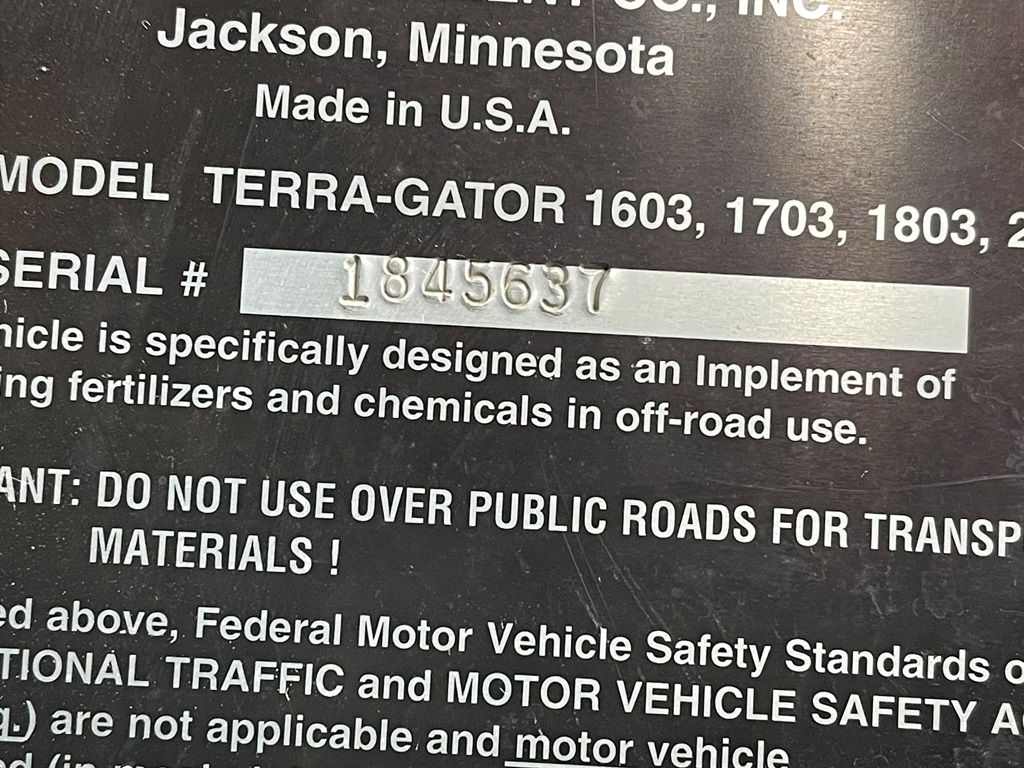 CO., INC.
Jackson, Minnesota
Made in U.S.A.
MODEL TERRA-GATOR 1603, 1703, 1803, 2
SERIAL # 1845637
hicle is specifically designed as an Implement of
ing fertilizers and chemicals in off-road use.
ANT: DO NOT USE OVER PUBLIC ROADS FOR TRANSP
MATERIALS !
ed above, Federal Motor Vehicle Safety Standards o
TIONAL TRAFFIC and MOTOR VEHICLE SAFETY A
q.) are not applicable and motor vehicle